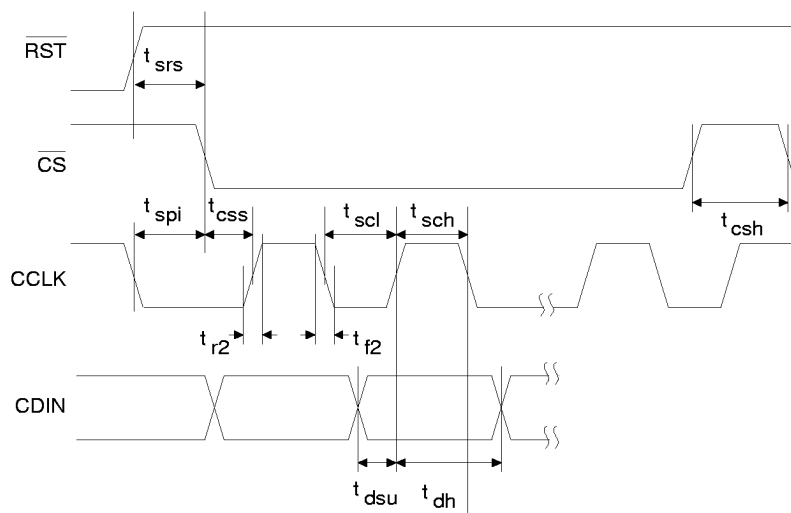 RST
t srs
CS
t spi
t css
t scl
t sch
t csh
CCLK
t r2
t f2
CDIN
t dsu
t dh